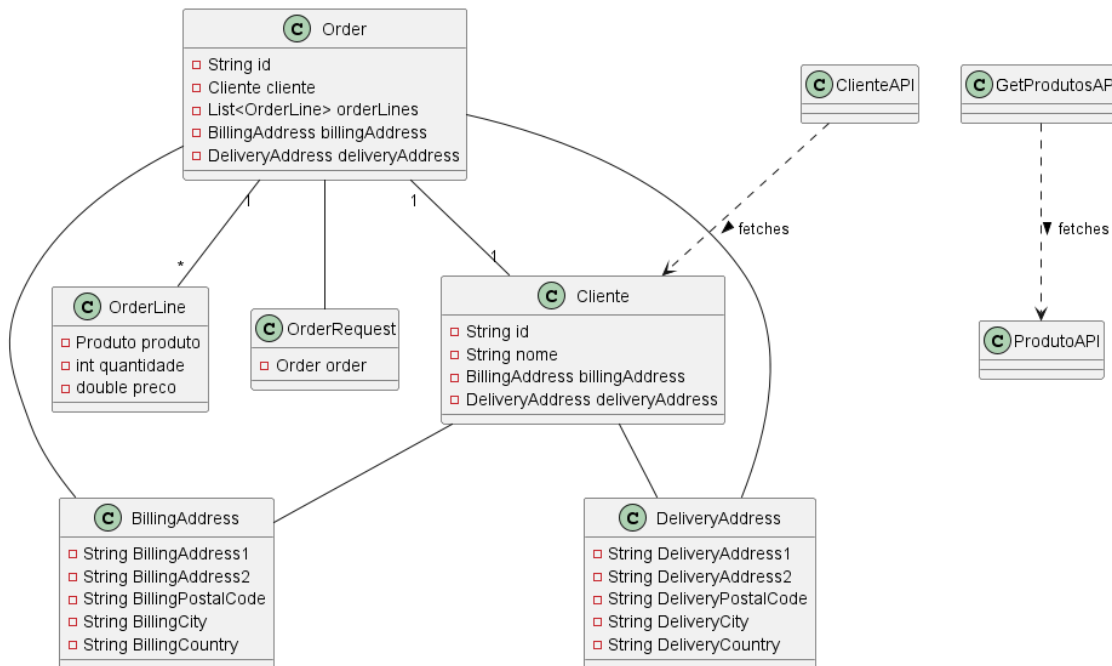 C Order
String id
Cliente cliente
List<OrderLine> orderLines
BillingAddress billingAddress
DeliveryAddress deliveryAddress
C ClienteAPI
C GetProdutosAP
1
1
*
1
fetches
fetches
C OrderLine
Produto produto
int quantidade
double preco
C OrderRequest
Order order
C Cliente
String id
String nome
BillingAddress billingAddress
DeliveryAddress deliveryAddress
C ProdutoAPI
C BillingAddress
String BillingAddress1
String BillingAddress2
String BillingPostalCode
String BillingCity
String BillingCountry
C DeliveryAddress
String DeliveryAddress1
String DeliveryAddress2
String DeliveryPostalCode
String DeliveryCity
String DeliveryCountry